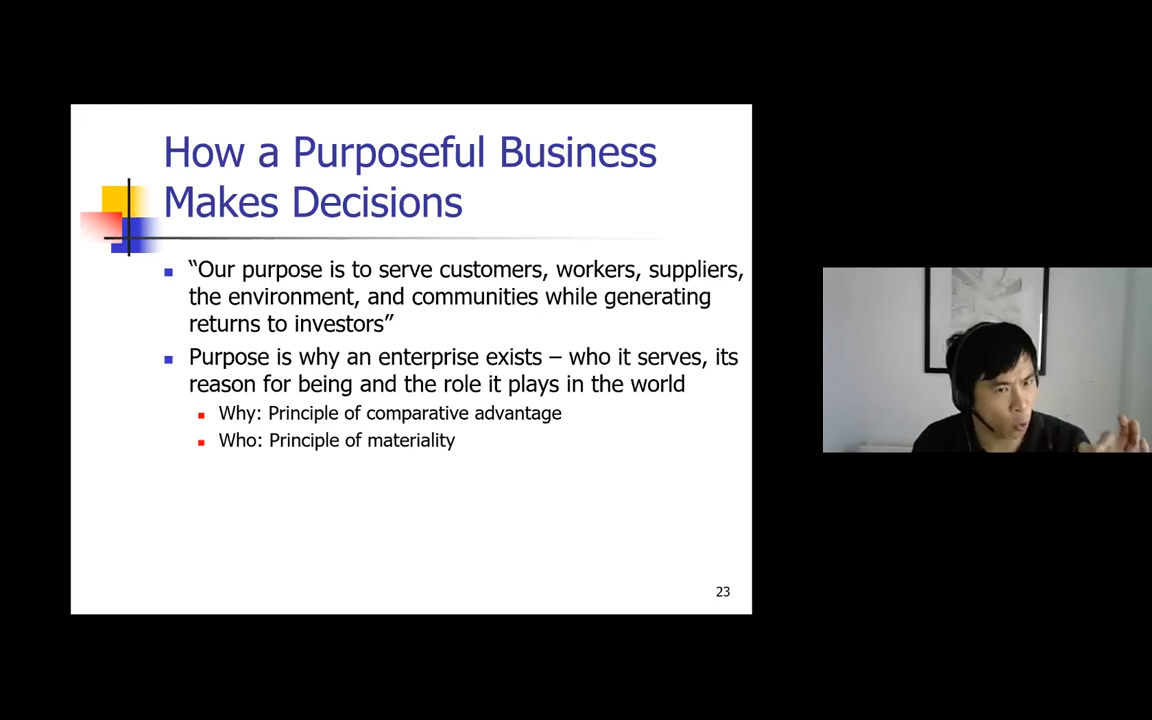 How a Purposeful Business
Makes Decisions
“Our purpose is to serve customers, workers, suppliers,
the environment, and communities while generating
returns to investors”
Purpose is why an enterprise exists – who it serves, its
reason for being and the role it plays in the world
Why: Principle of comparative advantage
Who: Principle of materiality
23